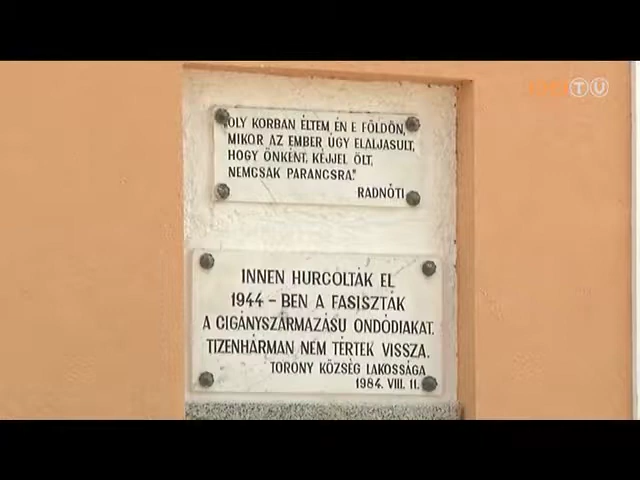 „OLY KORBAN ÉLTEM ÉN E FÖLDÖN,
MIKOR AZ EMBER ÚGY ELALJASULT,
HOGY ÖNKÉNT, KÉJJEL ÖLT,
NEMCSAK PARANCSRA."
RADNÓTI
INNEN HURCOLTÁK EL
1944-BEN A FASISZTÁK
A CIGÁNYSZÁRMAZÁSU ONDÓDIAKAT.
TIZENHÁRMAN NEM TÉRTEK VISSZA.
TORONY KÖZSÉG LAKOSSÁGA
1984. VIII. 11.